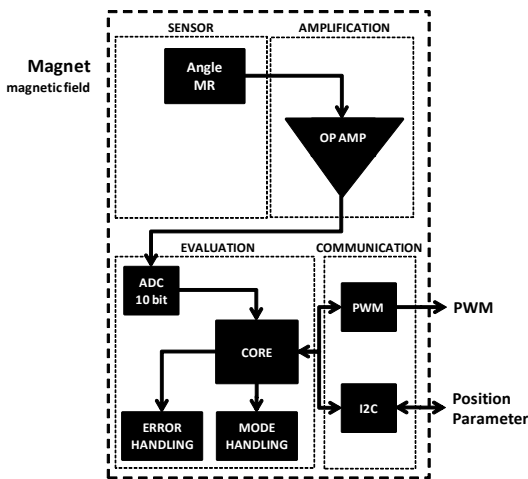 SENSOR
AMPLIFICATION
Magnet
magnetic field
Angle
MR
OP AMP
EVALUATION
COMMUNICATION
ADC
10 bit
PWM
PWM
CORE
I2C
Position
Parameter
ERROR
HANDLING
MODE
HANDLING